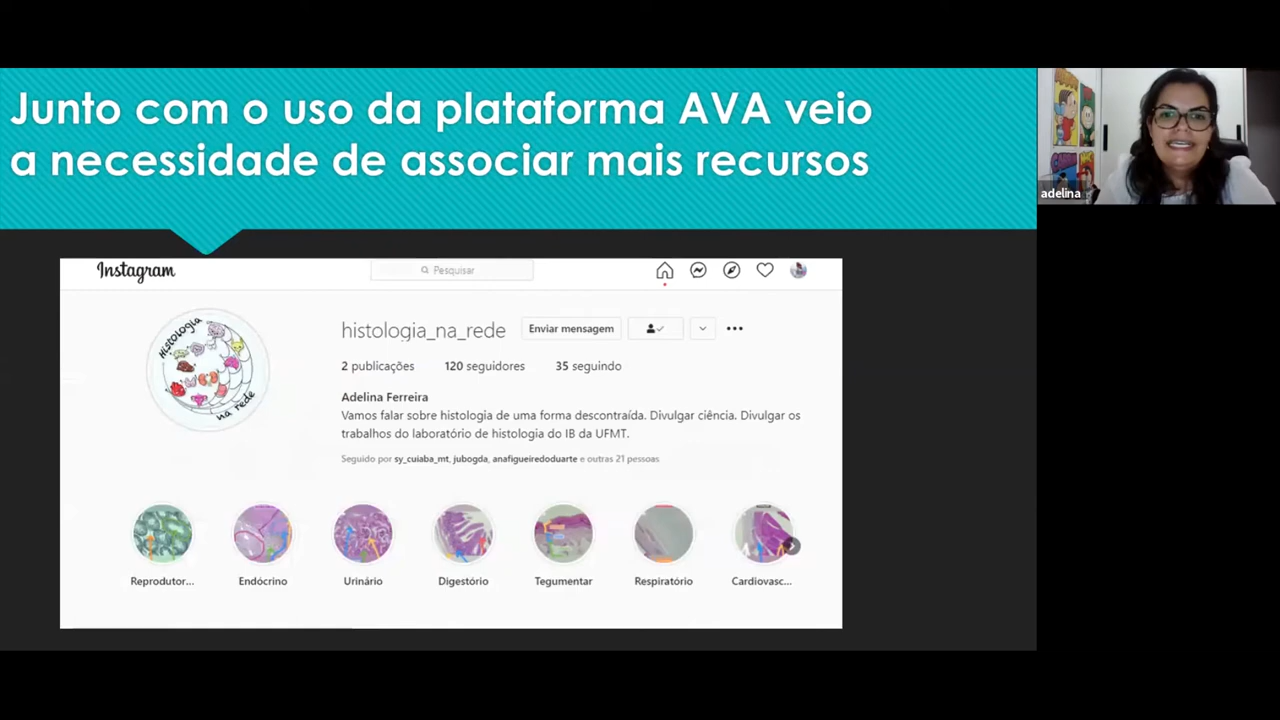 Junto com o uso da plataforma AVA veio
a necessidade de associar mais recursos
adelina
Instagram
Pesquisar
Histologia
na rede
histologia_na_rede
Enviar mensagem
2 publicações 120 seguidores 35 seguindo
Adelina Ferreira
Vamos falar sobre histologia de uma forma descontraída. Divulgar ciência. Divulgar os
trabalhos do laboratório de histologia do IB da UFMT.
Seguido por sy_cuiaba_mt, jubogda, anafigueiredoduarte e outras 21 pessoas
Reprodutor... Endócrino Urinário Digestório Tegumentar Respiratório Cardiovasc...